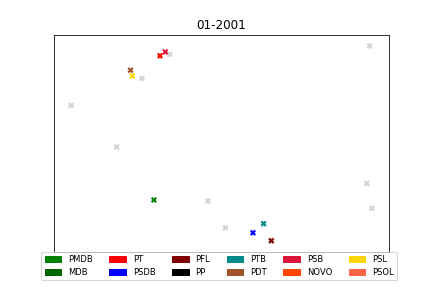 01-2001
PMDB PT PFL PTB PSB PSL
MDB PSDB PP PDT NOVO PSOL